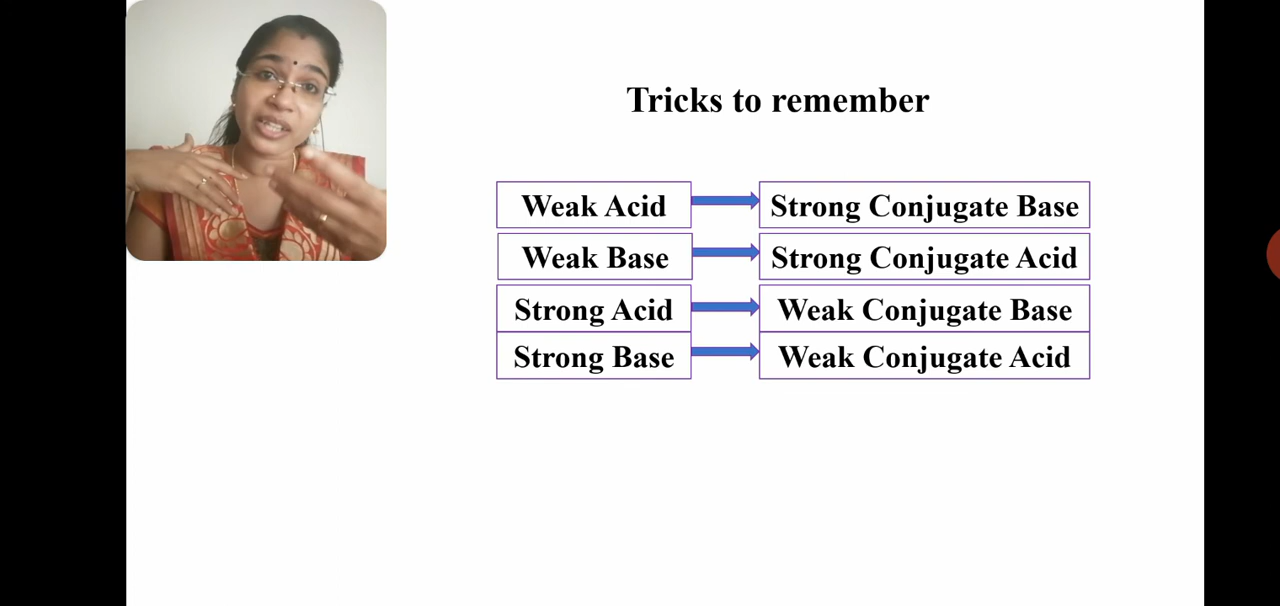 Tricks to remember
Weak Acid Strong Conjugate Base
Weak Base Strong Conjugate Acid
Strong Acid Weak Conjugate Base
Strong Base Weak Conjugate Acid